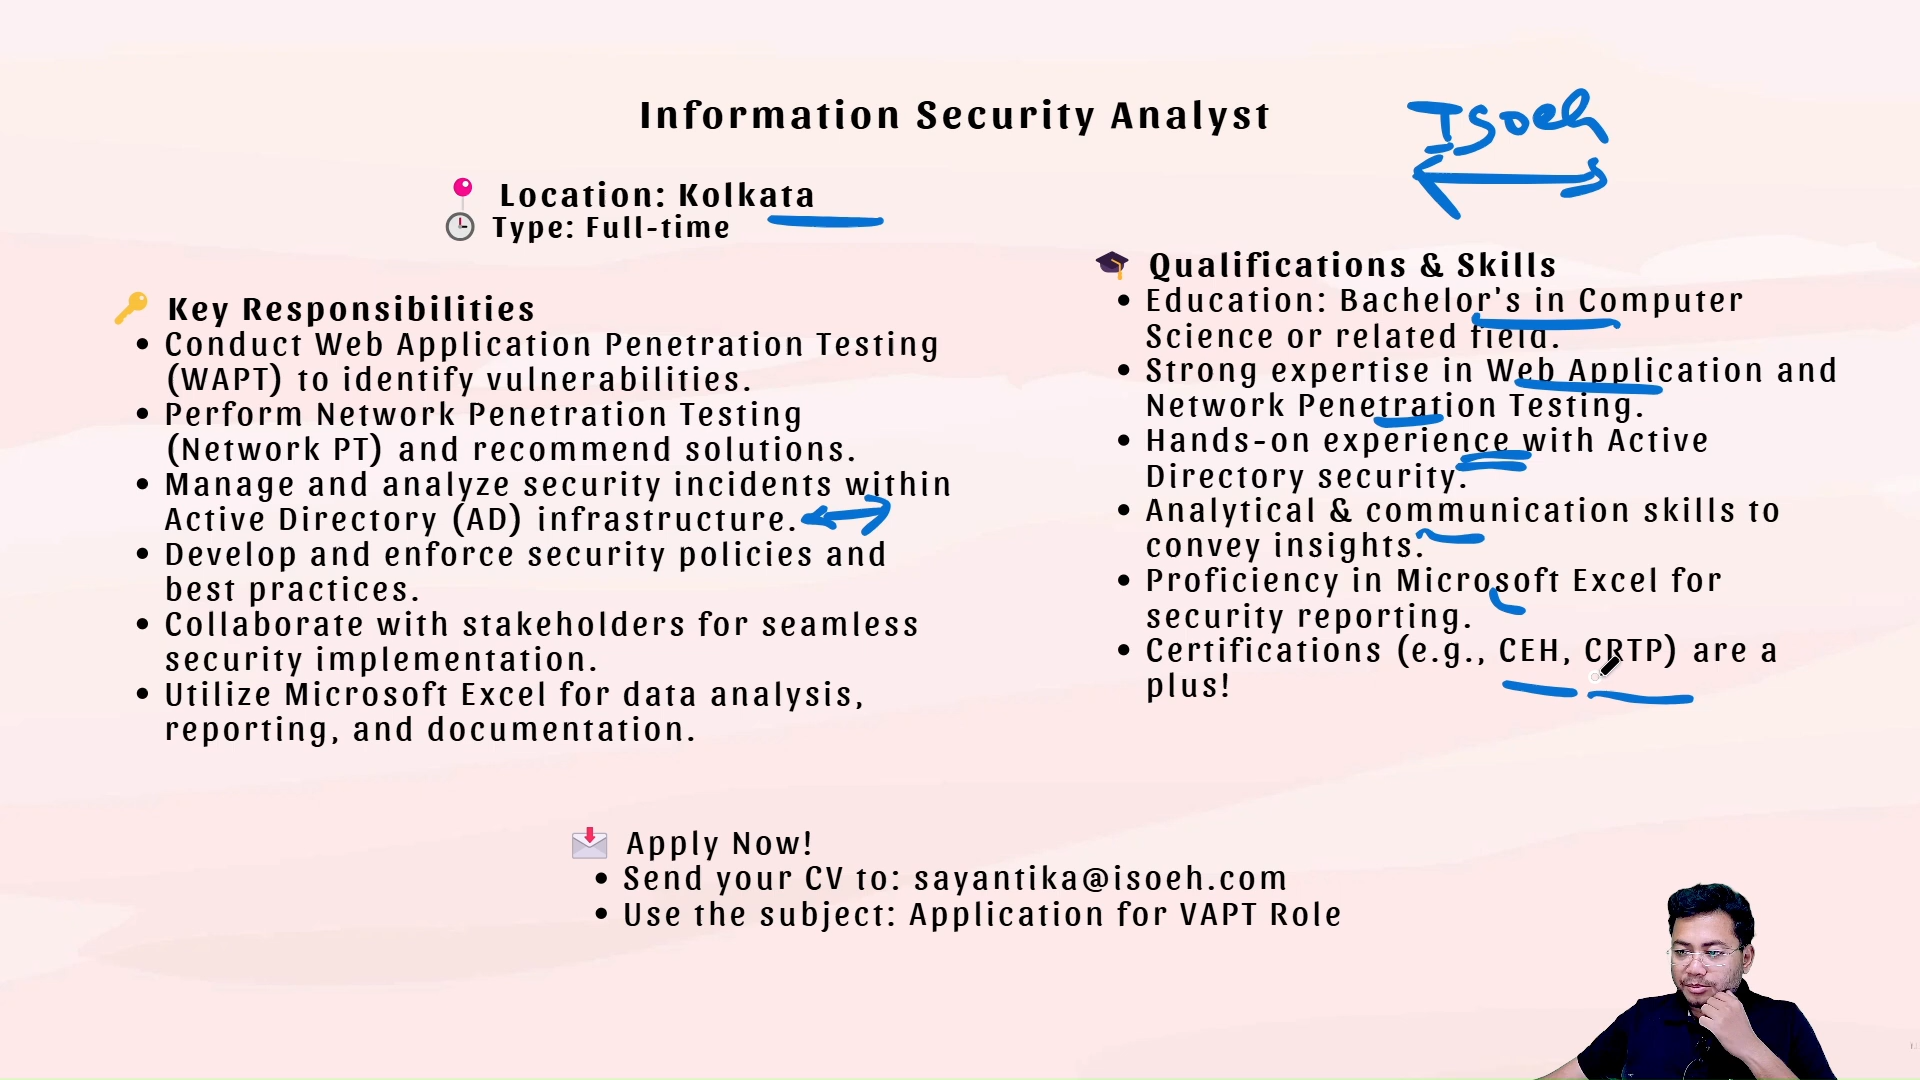 Information Security Analyst
Isoeh
Location: Kolkata
Type: Full-time
Key Responsibilities
• Conduct Web Application Penetration Testing
(WAPT) to identify vulnerabilities.
• Perform Network Penetration Testing
(Network PT) and recommend solutions.
• Manage and analyze security incidents within
Active Directory (AD) infrastructure.
• Develop and enforce security policies and
best practices.
• Collaborate with stakeholders for seamless
security implementation.
• Utilize Microsoft Excel for data analysis,
reporting, and documentation.
Qualifications & Skills
• Education: Bachelor's in Computer
Science or related field.
• Strong expertise in Web Application and
Network Penetration Testing.
• Hands-on experience with Active
Directory security.
• Analytical & communication skills to
convey insights.
• Proficiency in Microsoft Excel for
security reporting.
• Certifications (e.g., CEH, CRTP) are a
plus!
Apply Now!
• Send your CV to: sayantika@isoeh.com
• Use the subject: Application for VAPT Role